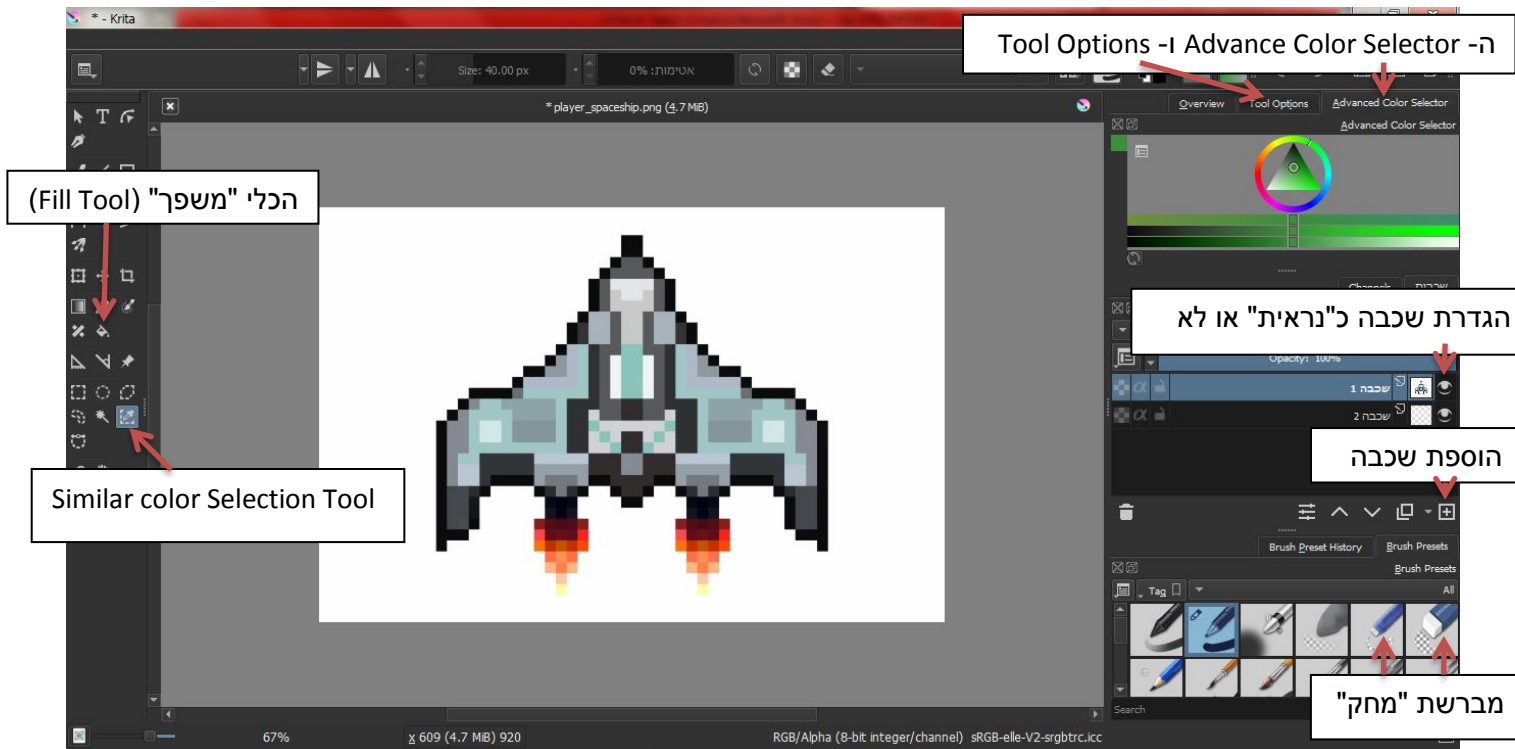 * - Krita
ה- Advance Color Selector ו- Tool Options
Size: 40.00 px
אטימות: 0%
* player_spaceship.png (4.7 MiB)
Overview
Tool Options
Advanced Color Selector
Advanced Color Selector
הכלי "משפך" (Fill Tool)
Channels
שכבות
הגדרת שכבה כ"נראית" או לא
Opacity: 100%
שכבה 1
שכבה 2
הוספת שכבה
Similar color Selection Tool
Brush Preset History
Brush Presets
Brush Presets
Tag
All
מברשת "מחק"
Search
67%
x 609 (4.7 MiB) 920
RGB/Alpha (8-bit integer/channel) sRGB-elle-V2-srgbtrc.icc